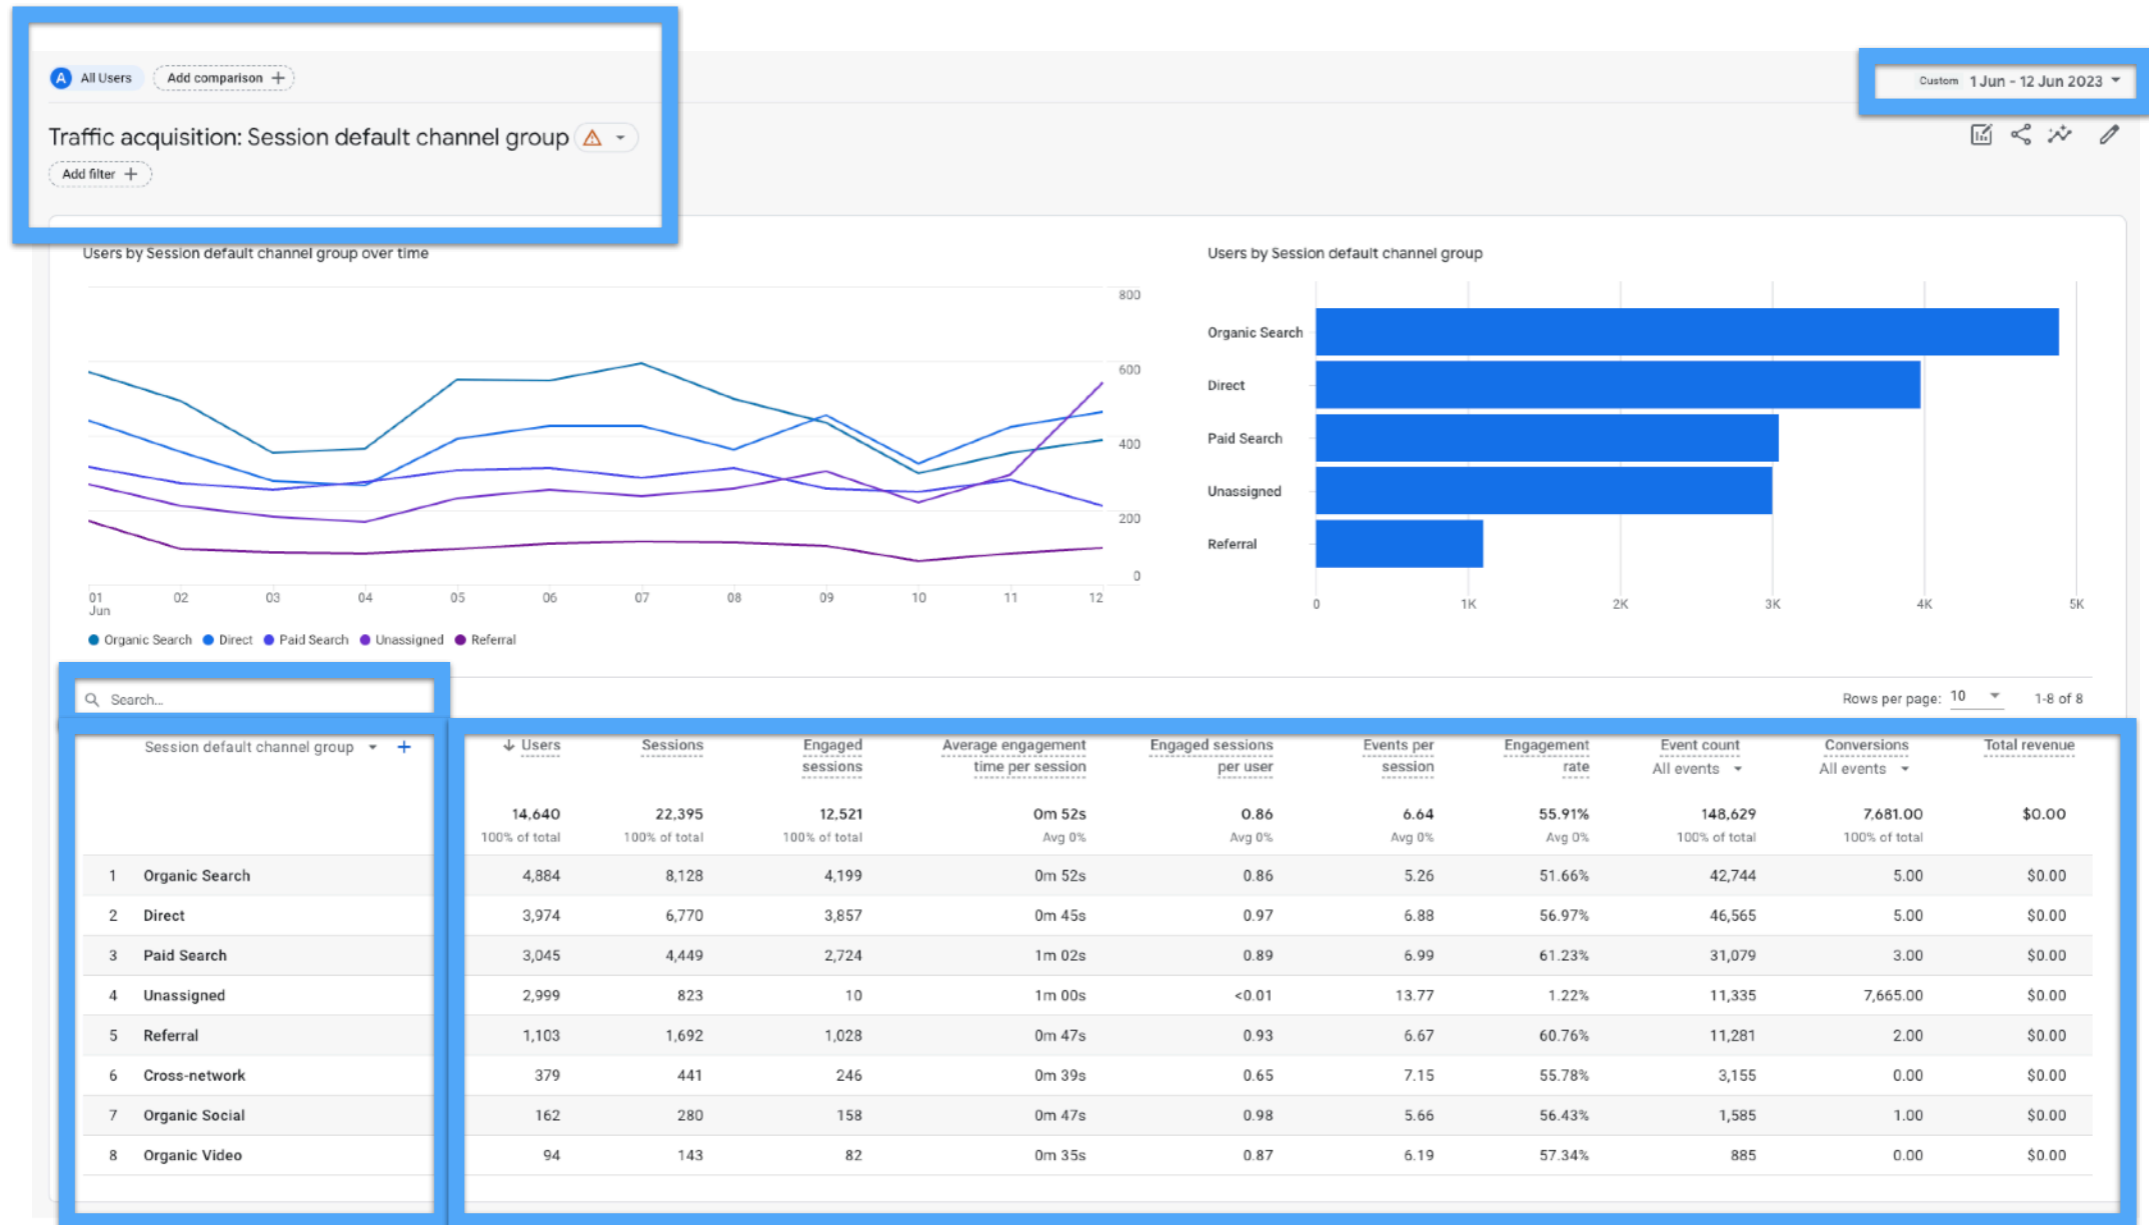 A All Users Add comparison +
Custom 1 Jun - 12 Jun 2023
Traffic acquisition: Session default channel group
Add filter +
Users by Session default channel group over time
800
600
400
200
0
01 02 03 04 05 06 07 08 09 10 11 12
Jun
Organic Search Direct Paid Search Unassigned Referral
Users by Session default channel group
Organic Search
Direct
Paid Search
Unassigned
Referral
0 1K 2K 3K 4K 5K
Search...
Rows per page: 10 1-8 of 8
Session default channel group + ↓ Users Sessions Engaged sessions Average engagement time per session Engaged sessions per user Events per session Engagement rate Event count All events Conversions All events Total revenue
14,640 22,395 12,521 0m 52s 0.86 6.64 55.91% 148,629 7,681.00 $0.00
100% of total 100% of total 100% of total Avg 0% Avg 0% Avg 0% Avg 0% 100% of total 100% of total
1 Organic Search 4,884 8,128 4,199 0m 52s 0.86 5.26 51.66% 42,744 5.00 $0.00
2 Direct 3,974 6,770 3,857 0m 45s 0.97 6.88 56.97% 46,565 5.00 $0.00
3 Paid Search 3,045 4,449 2,724 1m 02s 0.89 6.99 61.23% 31,079 3.00 $0.00
4 Unassigned 2,999 823 10 1m 00s <0.01 13.77 1.22% 11,335 7,665.00 $0.00
5 Referral 1,103 1,692 1,028 0m 47s 0.93 6.67 60.76% 11,281 2.00 $0.00
6 Cross-network 379 441 246 0m 39s 0.65 7.15 55.78% 3,155 0.00 $0.00
7 Organic Social 162 280 158 0m 47s 0.98 5.66 56.43% 1,585 1.00 $0.00
8 Organic Video 94 143 82 0m 35s 0.87 6.19 57.34% 885 0.00 $0.00